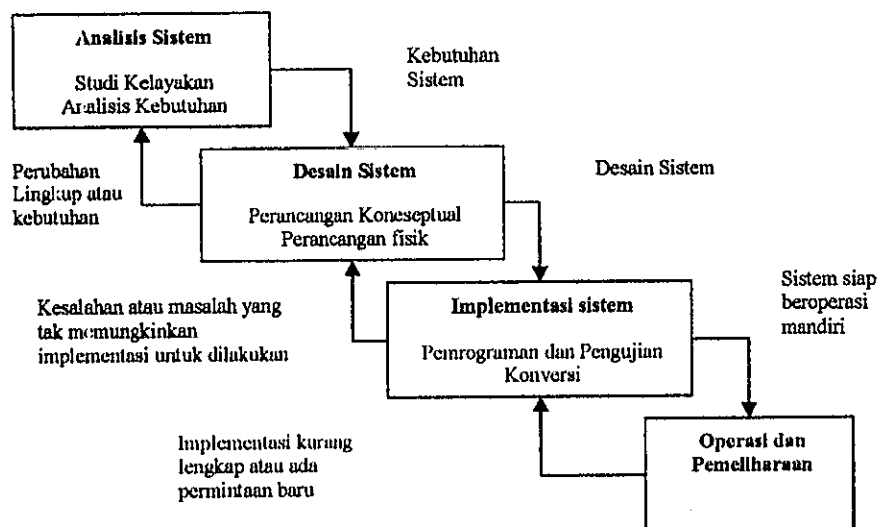 Analisis Sistem
Studi Kelayakan
Analisis Kebutuhan
Kebutuhan
Sistem
Perubahan
Lingkup atau
kebutuhan
Desain Sistem
Perancangan Koneseptual
Perancangan fisik
Desain Sistem
Kesalahan atau masalah yang
tak memungkinkan
implementasi untuk dilakukan
Implementasi sistem
Pemrograman dan Pengujian
Konversi
Sistem siap
beroperasi
mandiri
Implementasi kurang
lengkap atau ada
permintaan baru
Operasi dan
Pemeliharaan